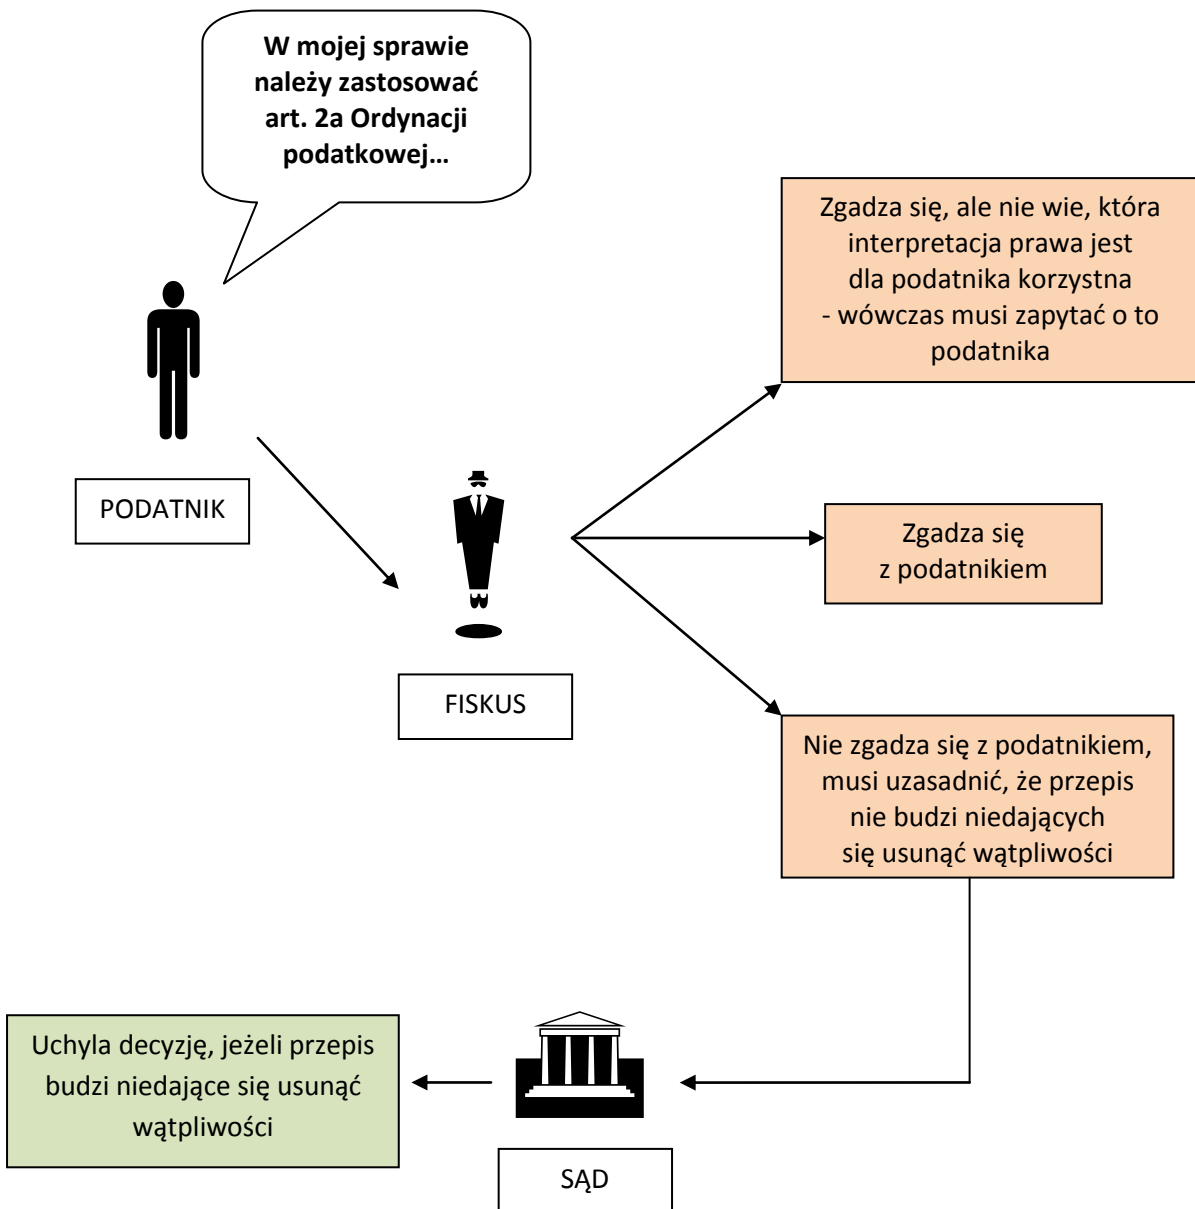 W mojej sprawie
należy zastosować
art. 2a Ordynacji
podatkowej…
Zgadza się, ale nie wie, która
interpretacja prawa jest
dla podatnika korzystna
- wówczas musi zapytać o to
podatnika
PODATNIK
Zgadza się
z podatnikiem
FISKUS
Nie zgadza się z podatnikiem,
musi uzasadnić, że przepis
nie budzi niedających
się usunąć wątpliwości
Uchyla decyzję, jeżeli przepis
budzi niedające się usunąć
wątpliwości
SĄD